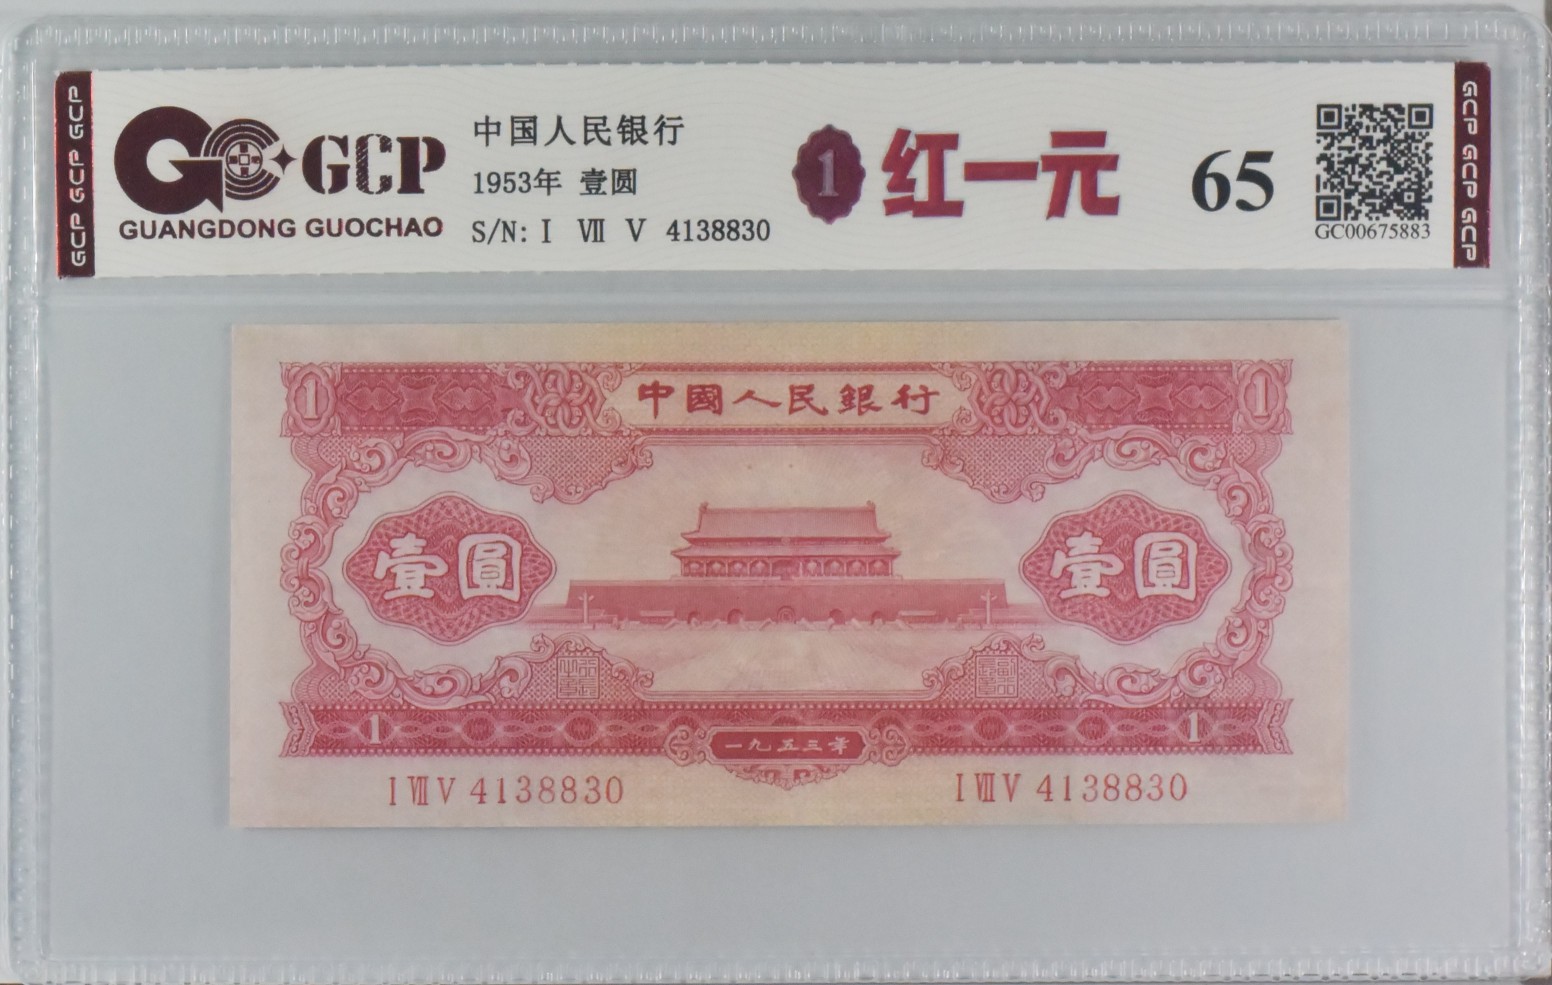 GCP GCP GCP
GCP
GUANGDONG GUOCHAO
中国人民银行
1953年 壹圆
S/N: I Ⅶ V 4138830
1
红一元
65
GC00675883
GCP GCP GCP
1
中國人民銀行
1
壹圓
壹圓
1
一九五三年
1
I Ⅶ V 4138830
I Ⅶ V 4138830